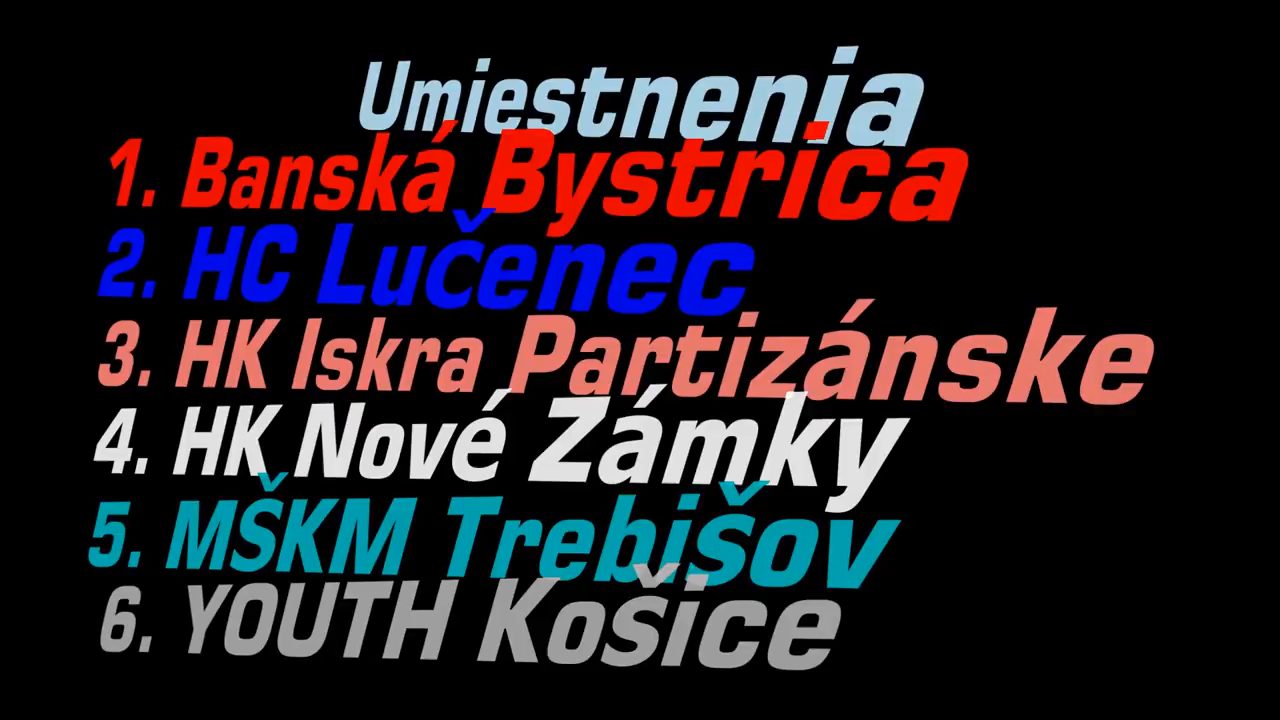 Umiestnenia
1. Banská Bystrica
2. HC Lučenec
3. HK Iskra Partizánske
4. HK Nové Zámky
5. MŠKM Trebišov
6. YOUTH Košice